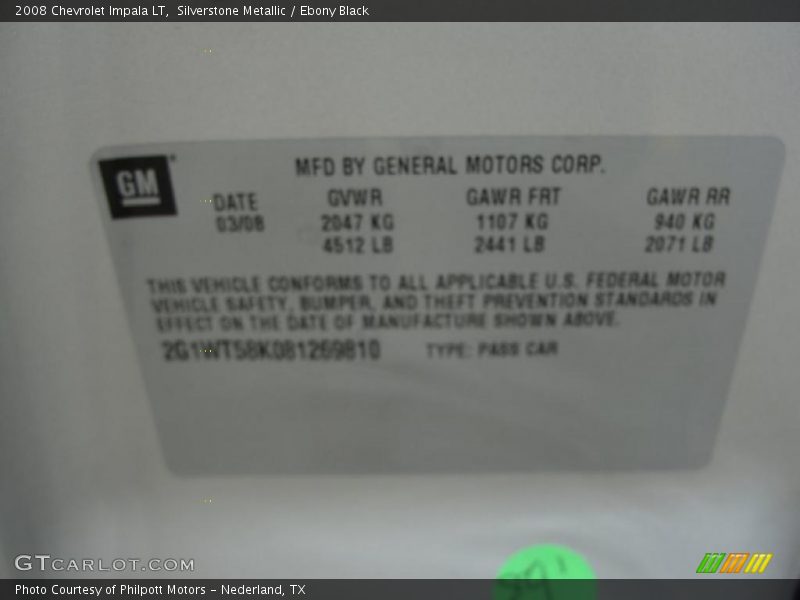 2008 Chevrolet Impala LT,  Silverstone Metallic / Ebony Black
GM
MFD BY GENERAL MOTORS CORP.
DATE GVWR GAWR FRT GAWR RR
03/08 2047 KG 1107 KG 940 KG
4512 LB 2441 LB 2071 LB
THIS VEHICLE CONFORMS TO ALL APPLICABLE U.S. FEDERAL MOTOR
VEHICLE SAFETY, BUMPER, AND THEFT PREVENTION STANDARDS IN
EFFECT ON THE DATE OF MANUFACTURE SHOWN ABOVE.
2G1WT58K081269810 TYPE: PASS CAR
GTCARLOT.COM
Photo Courtesy of Philpott Motors - Nederland, TX